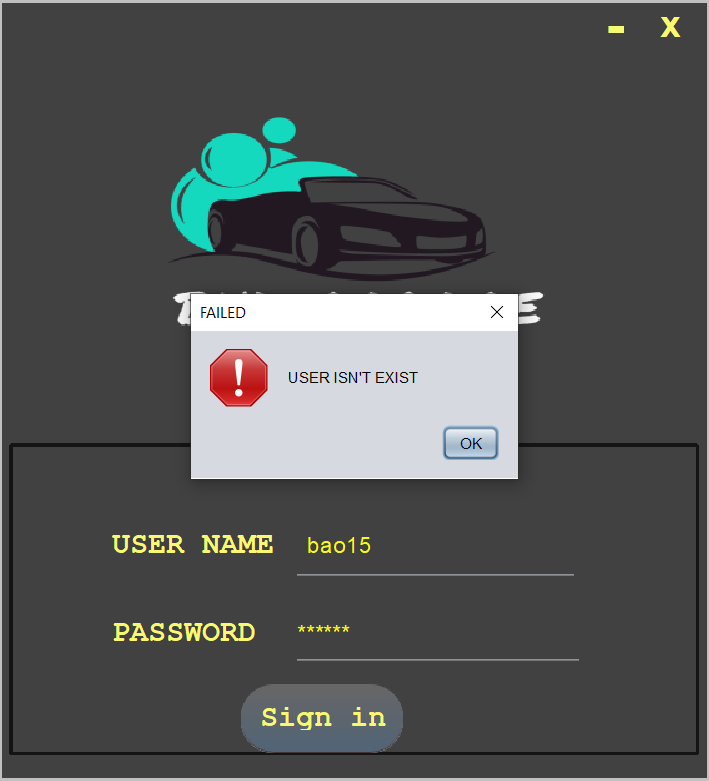 - X
FAILED
USER ISN'T EXIST
OK
USER NAME bao15
PASSWORD ******
Sign in